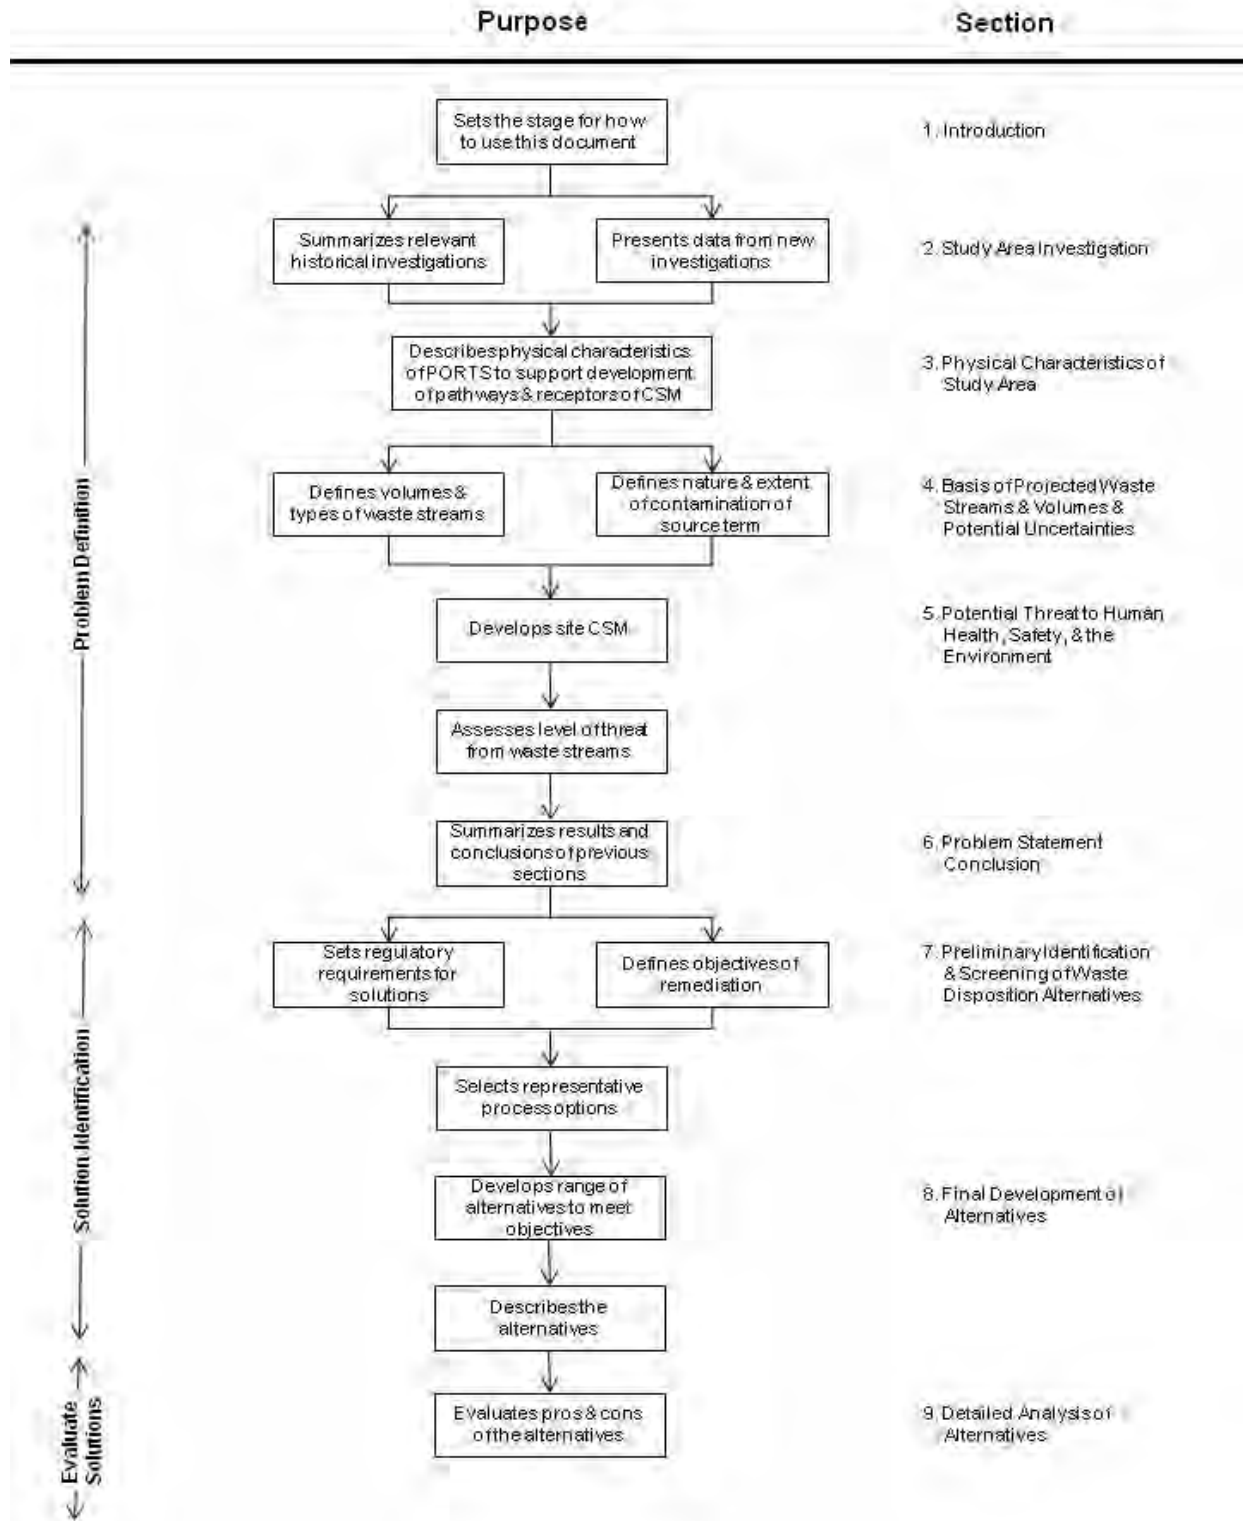 Purpose
Section
Sets the stage for how
to use this document
1. Introduction
Summarizes relevant
historical investigations
Presents data from new
investigations
2. Study Area Investigation
Describes physical characteristics
of PORTS to support development
of pathways & receptors of CSM
3. Physical Characteristics of
Study Area
Defines volumes &
types of waste streams
Defines nature & extent
of contamination of
source term
4. Basis of Projected Waste
Streams & Volumes &
Potential Uncertainties
Problem Definition
Develops site CSM
5. Potential Threat to Human
Health, Safety, & the
Environment
Assesses level of threat
from waste streams
Summarizes results and
conclusions of previous
sections
6. Problem Statement
Conclusion
Sets regulatory
requirements for
solutions
Defines objectives of
remediation
7. Preliminary Identification
& Screening of Waste
Disposition Alternatives
Solution Identification
Selects representative
process options
Develops range of
alternatives to meet
objectives
8. Final Development of
Alternatives
Describes the
alternatives
Evaluate
Solutions
Evaluates pros & cons
of the alternatives
9. Detailed Analysis of
Alternatives